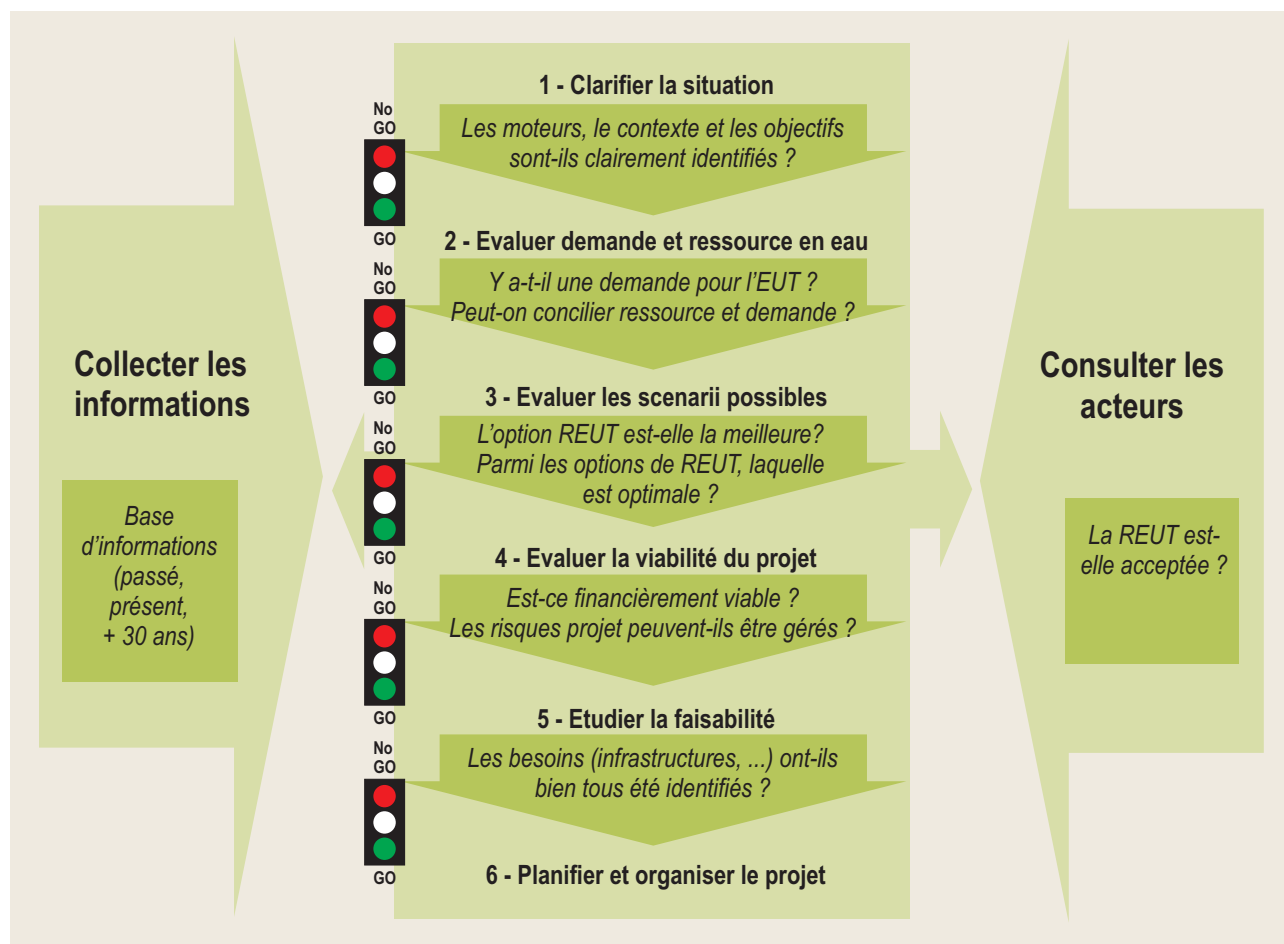 1 - Clarifier la situation
No
GO
Les moteurs, le contexte et les objectifs
sont-ils clairement identifiés ?
GO
2 - Evaluer demande et ressource en eau
No
GO
Y a-t-il une demande pour l'EUT ?
Peut-on concilier ressource et demande ?
GO
3 - Evaluer les scenarii possibles
No
GO
L'option REUT est-elle la meilleure?
Parmi les options de REUT, laquelle
est optimale ?
GO
4 - Evaluer la viabilité du projet
No
GO
Est-ce financièrement viable ?
Les risques projet peuvent-ils être gérés ?
GO
5 - Etudier la faisabilité
No
GO
Les besoins (infrastructures, ...) ont-ils
bien tous été identifiés ?
GO
6 - Planifier et organiser le projet
Collecter les
informations
Base
d'informations
(passé,
présent,
+ 30 ans)
Consulter les
acteurs
La REUT est-
elle acceptée ?